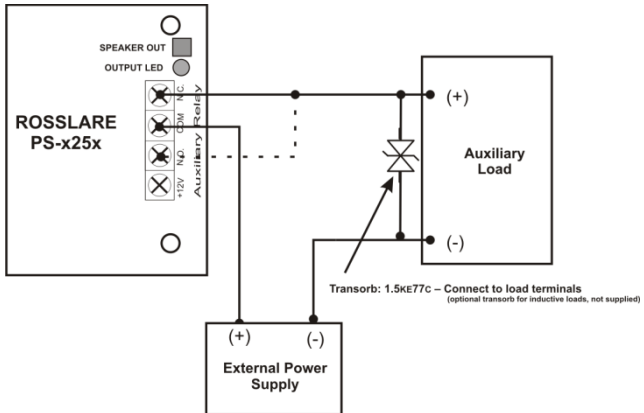 SPEAKER OUT
OUTPUT LED
ROSSLARE
PS-x25x
N.C.
COM
N.O.
+12V
Auxiliary Relay
(+)
Auxiliary
Load
(-)
Transorb: 1.5KE77C – Connect to load terminals
(optional transorb for inductive loads, not supplied)
(+)
(-)
External Power
Supply